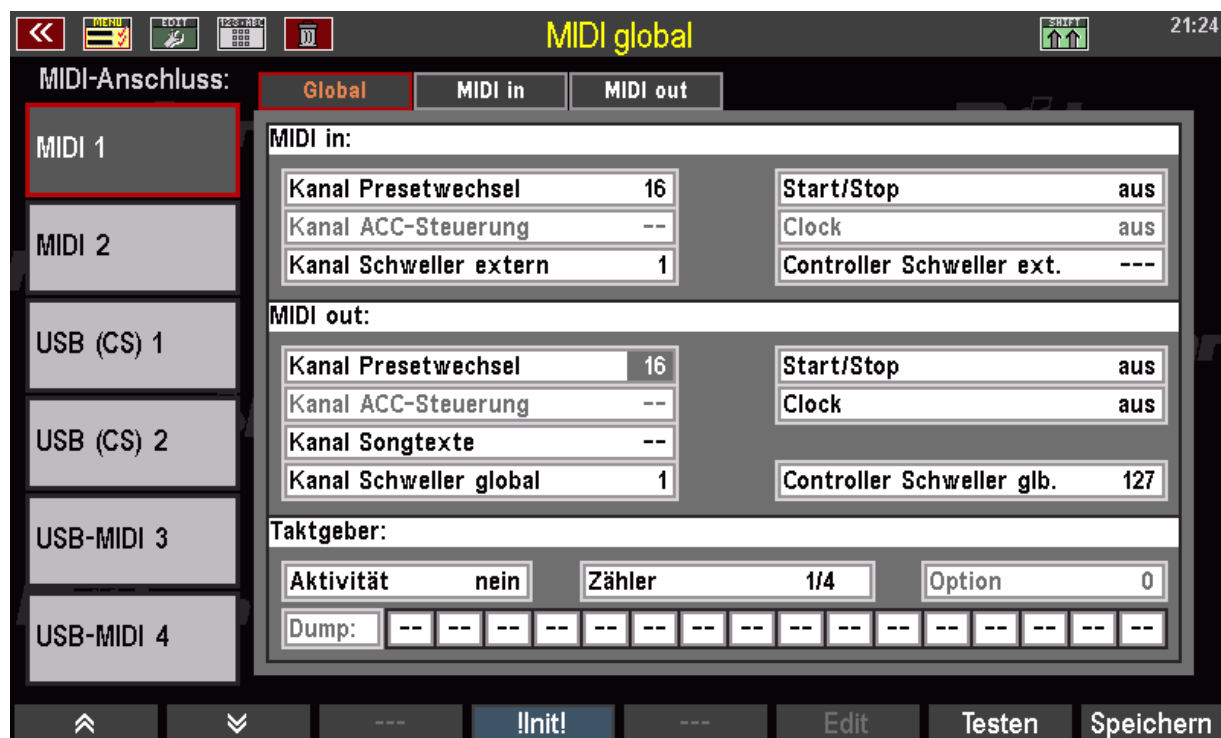 MENU EDIT 123·ABC MIDI global SHIFT 21:24
MIDI-Anschluss:
Global MIDI in MIDI out
MIDI 1
MIDI 2
USB (CS) 1
USB (CS) 2
USB-MIDI 3
USB-MIDI 4
MIDI in:
Kanal Presetwechsel 16 Start/Stop aus
Kanal ACC-Steuerung -- Clock aus
Kanal Schweller extern 1 Controller Schweller ext. ---
MIDI out:
Kanal Presetwechsel 16 Start/Stop aus
Kanal ACC-Steuerung -- Clock aus
Kanal Songtexte --
Kanal Schweller global 1 Controller Schweller glb. 127
Taktgeber:
Aktivität nein Zähler 1/4 Option 0
Dump: -- -- -- -- -- -- -- -- -- -- -- -- -- -- -- --
--- !Init! --- Edit Testen Speichern